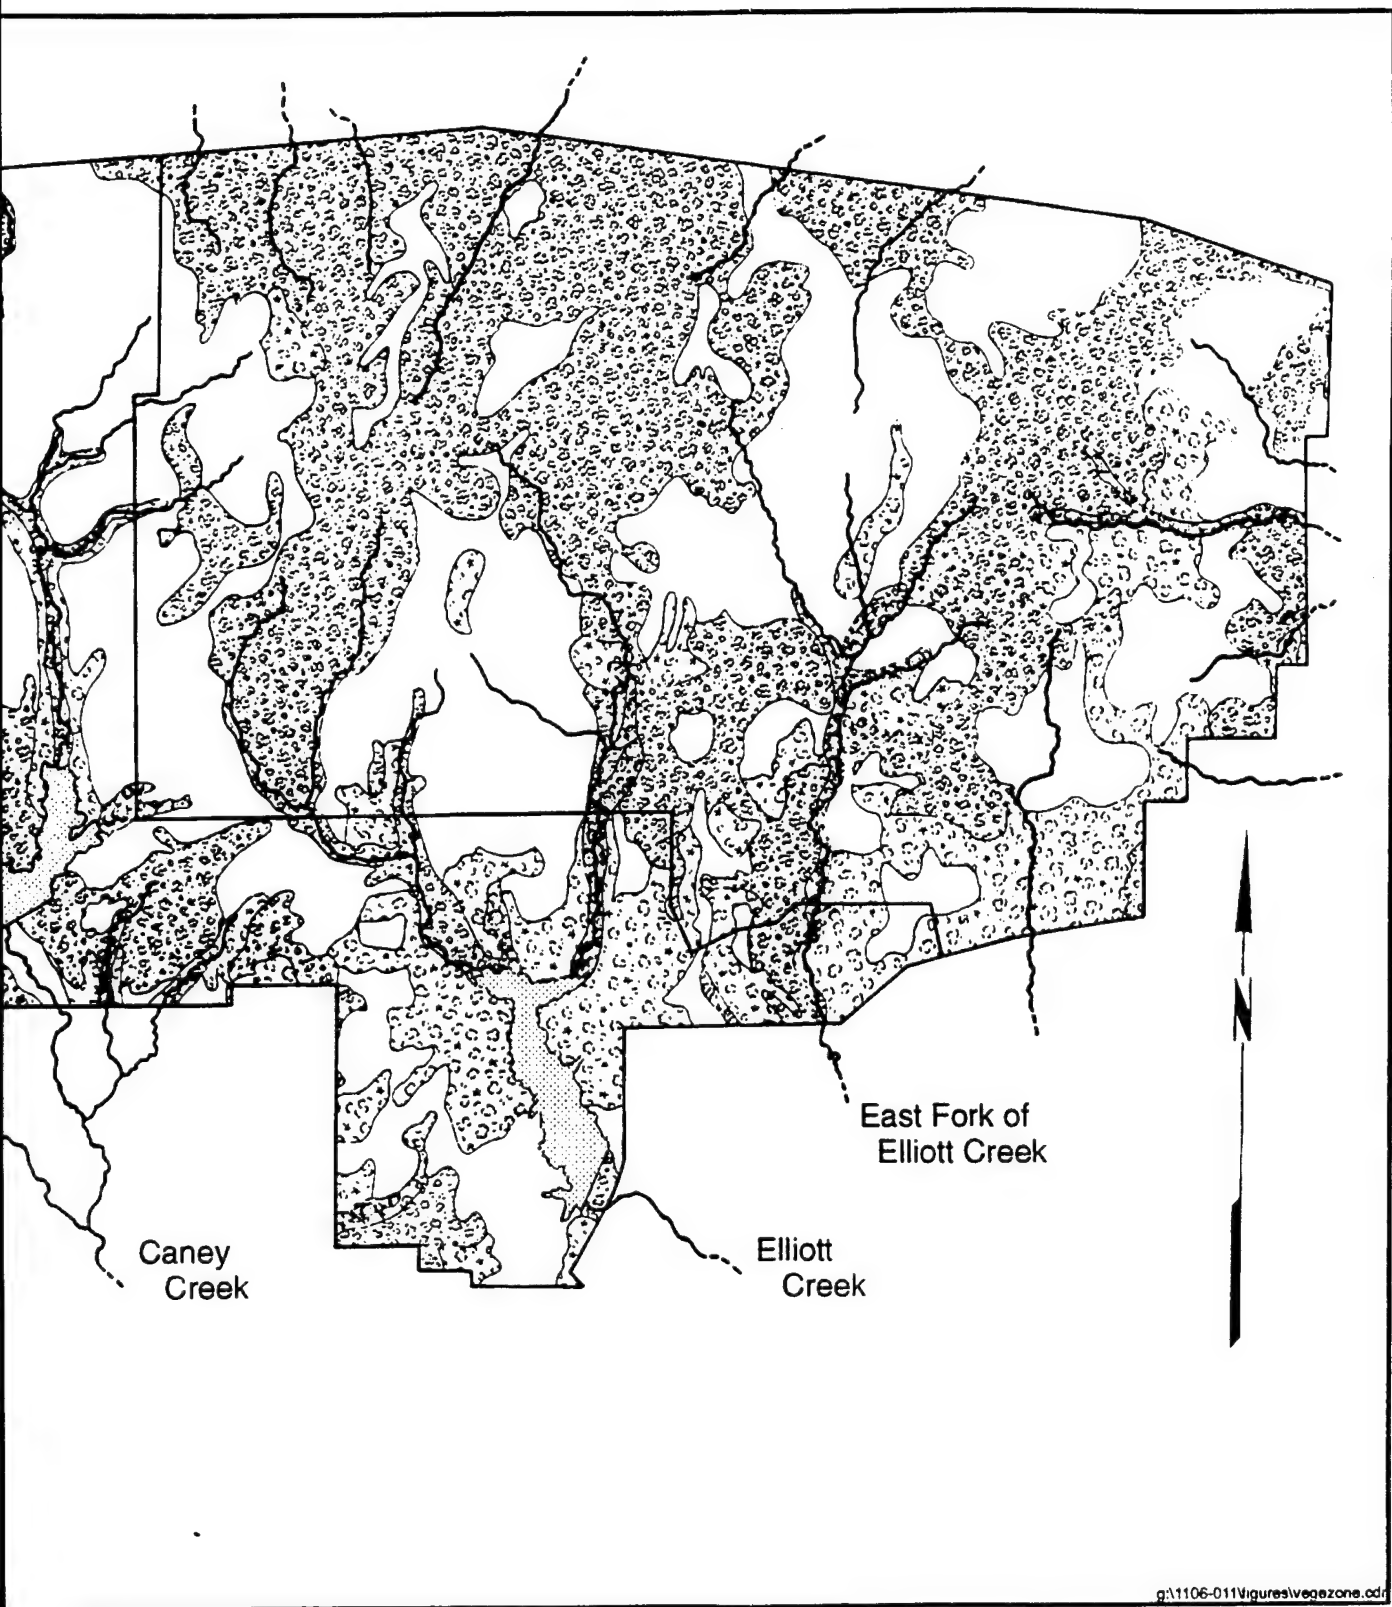 East Fork of
Elliott Creek
Caney
Creek
Elliott
Creek
N
g:\1106-011\figures\vegezone.cdr